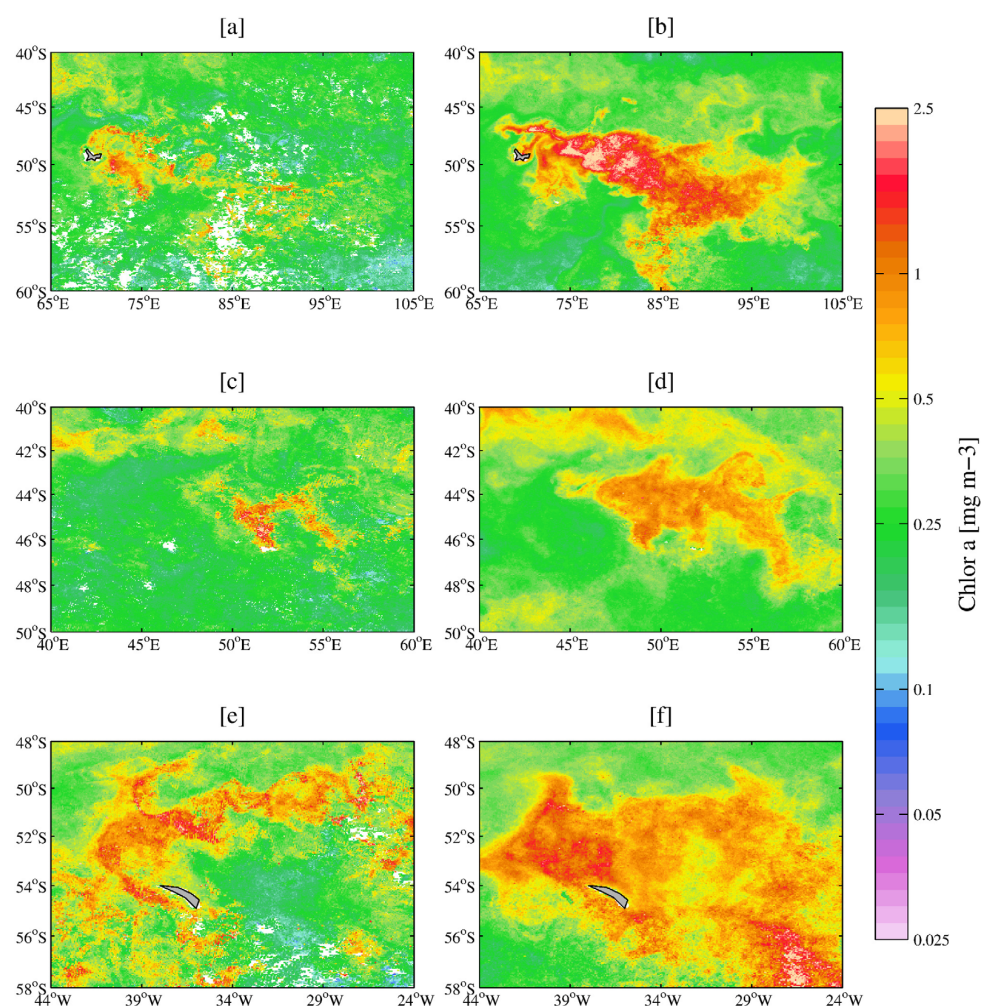 [a] [b]
40°S 45°S 50°S 55°S 60°S
65°E 75°E 85°E 95°E 105°E
40°S 45°S 50°S 55°S 60°S
65°E 75°E 85°E 95°E 105°E
[c] [d]
40°S 42°S 44°S 46°S 48°S 50°S
40°E 45°E 50°E 55°E 60°E
40°S 42°S 44°S 46°S 48°S 50°S
40°E 45°E 50°E 55°E 60°E
[e] [f]
48°S 50°S 52°S 54°S 56°S 58°S
44°W 39°W 34°W 29°W 24°W
48°S 50°S 52°S 54°S 56°S 58°S
44°W 39°W 34°W 29°W 24°W
2.5
1
0.5
0.25
0.1
0.05
0.025
Chlor a [mg m−3]